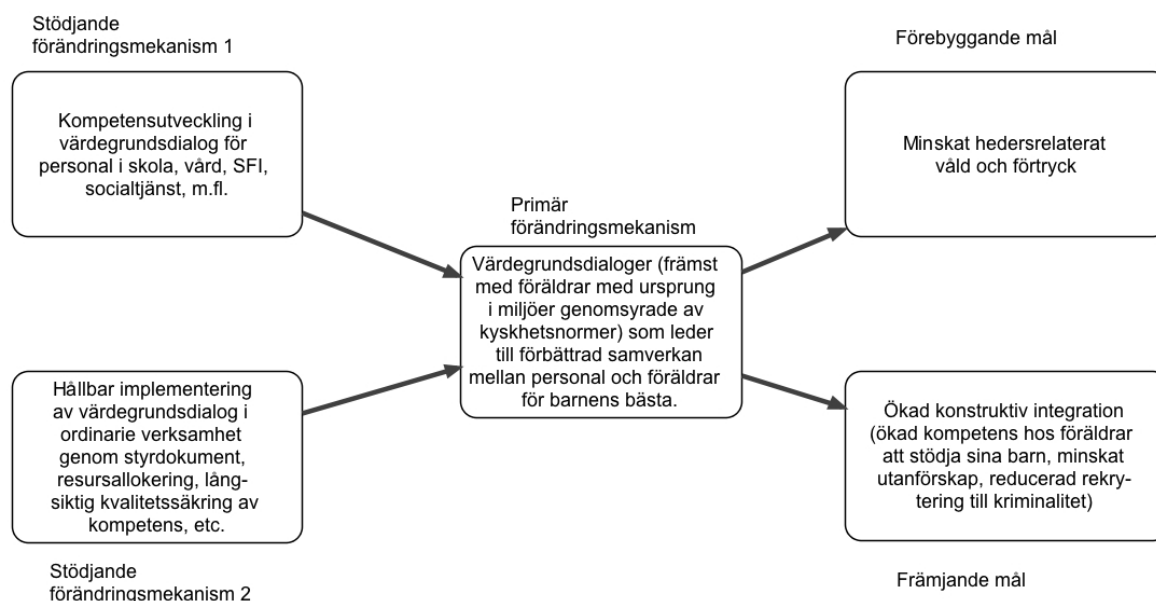 Stödjande
förändringsmekanism 1
Kompetensutveckling i
värdegrundsdialog för
personal i skola, vård, SFI,
socialtjänst, m.fl.
Hållbar implementering
av värdegrundsdialog i
ordinarie verksamhet
genom styrdokument,
resursallokering, lång-
siktig kvalitetssäkring av
kompetens, etc.
Stödjande
förändringsmekanism 2
Primär
förändringsmekanism
Värdegrundsdialoger (främst
med föräldrar med ursprung
i miljöer genomsyrade av
kyskhetsnormer) som leder
till förbättrad samverkan
mellan personal och föräldrar
för barnens bästa.
Förebyggande mål
Minskat hedersrelaterat
våld och förtryck
Ökad konstruktiv integration
(ökad kompetens hos föräldrar
att stödja sina barn, minskat
utanförskap, reducerad rekry-
tering till kriminalitet)
Främjande mål